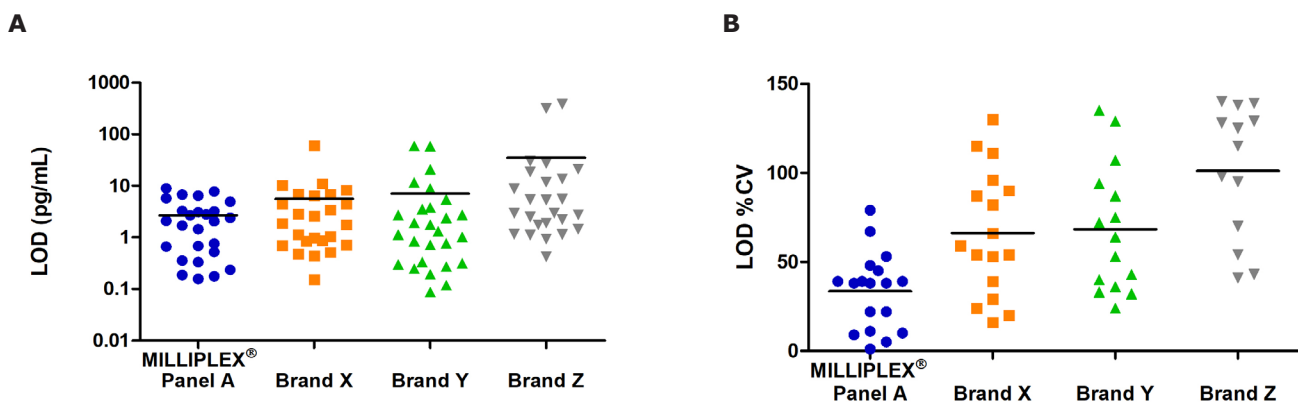 A
LOD (pg/mL)
1000
100
10
1
0.1
0.01
MILLIPLEX®
Panel A
Brand X
Brand Y
Brand Z
B
LOD %CV
150
100
50
0
MILLIPLEX®
Panel A
Brand X
Brand Y
Brand Z